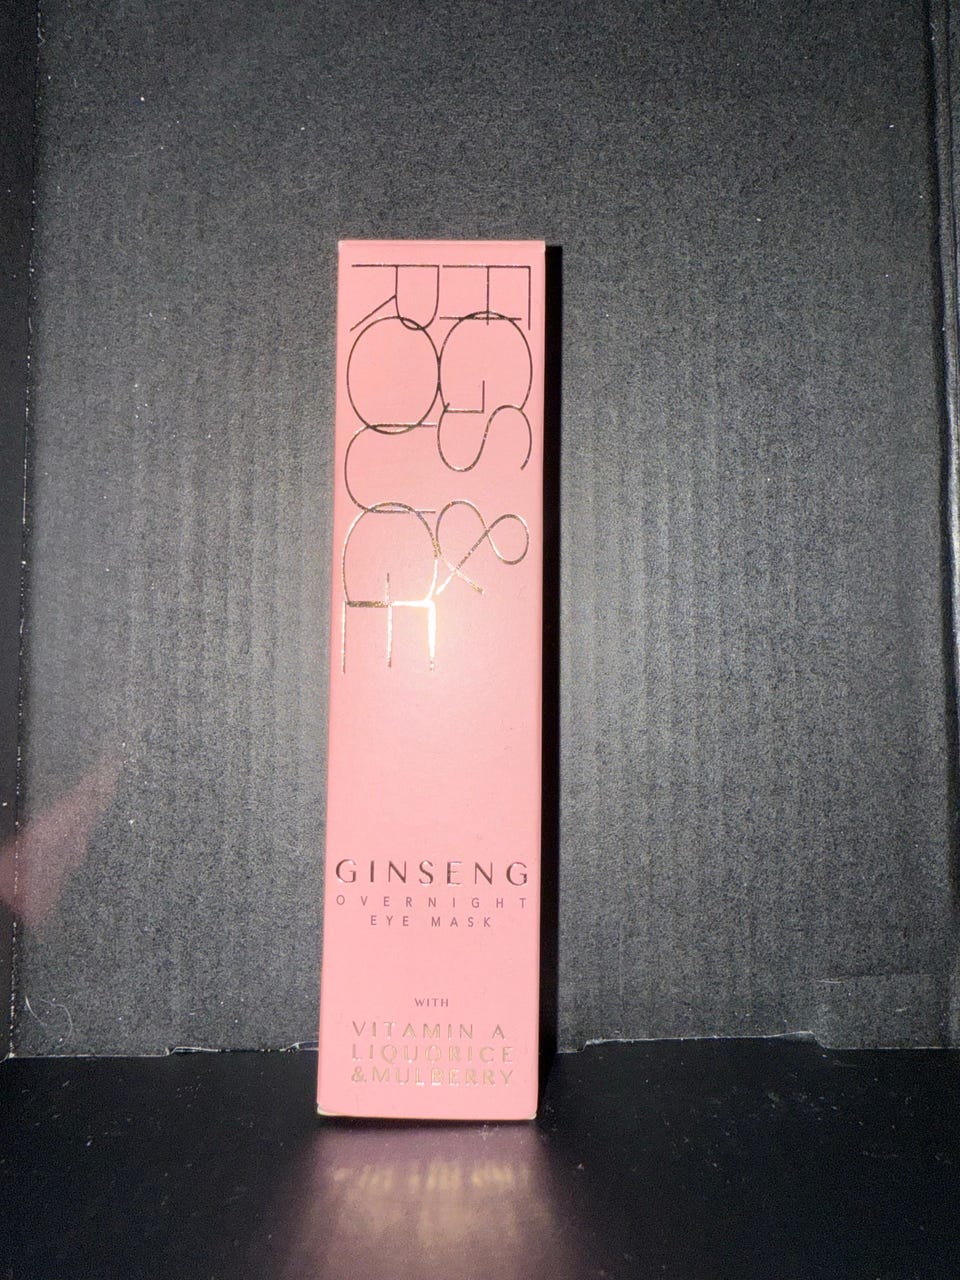 FIGS &
ROUGE
GINSENG
OVERNIGHT
EYE MASK
WITH
VITAMIN A
LIQUORICE
&MULBERRY